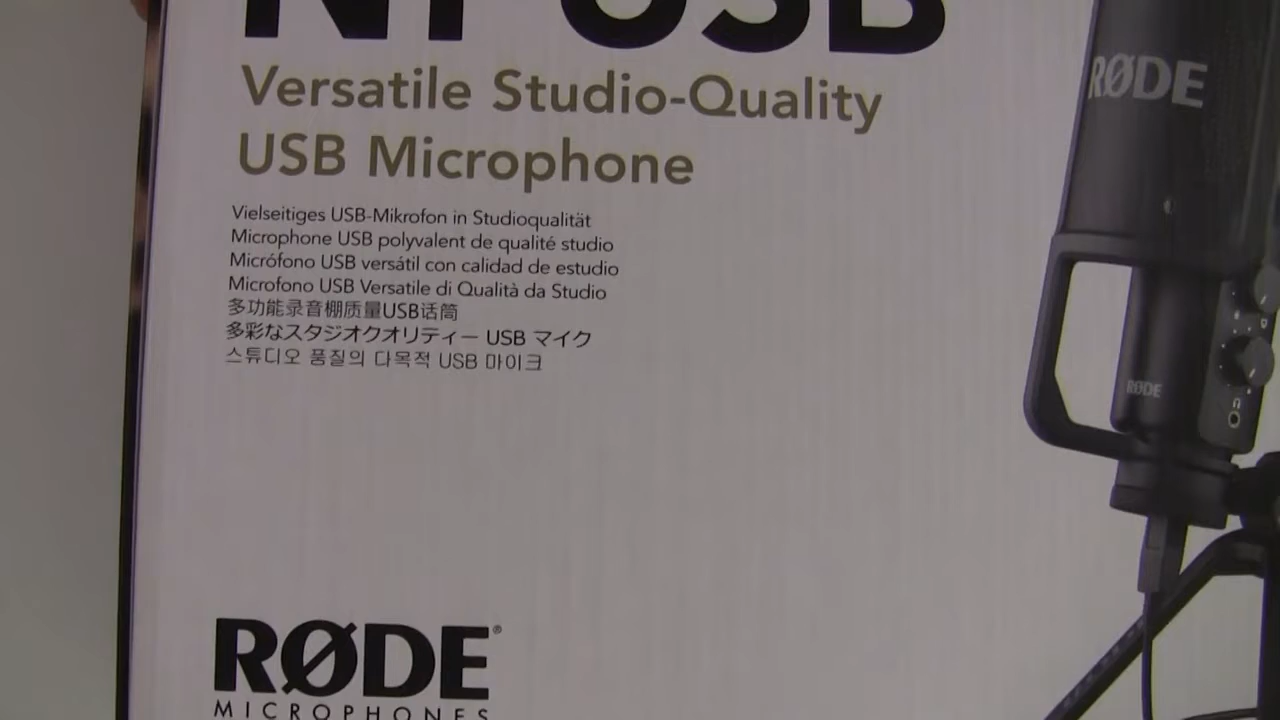 NT USB
Versatile Studio-Quality
USB Microphone
Vielseitiges USB-Mikrofon in Studioqualität
Microphone USB polyvalent de qualité studio
Micrófono USB versátil con calidad de estudio
Microfono USB Versatile di Qualità da Studio
多功能录音棚质量USB话筒
多彩なスタジオクオリティー USB マイク
스튜디오 품질의 다목적 USB 마이크
RØDE
RØDE
RØDE®
MICROPHONES